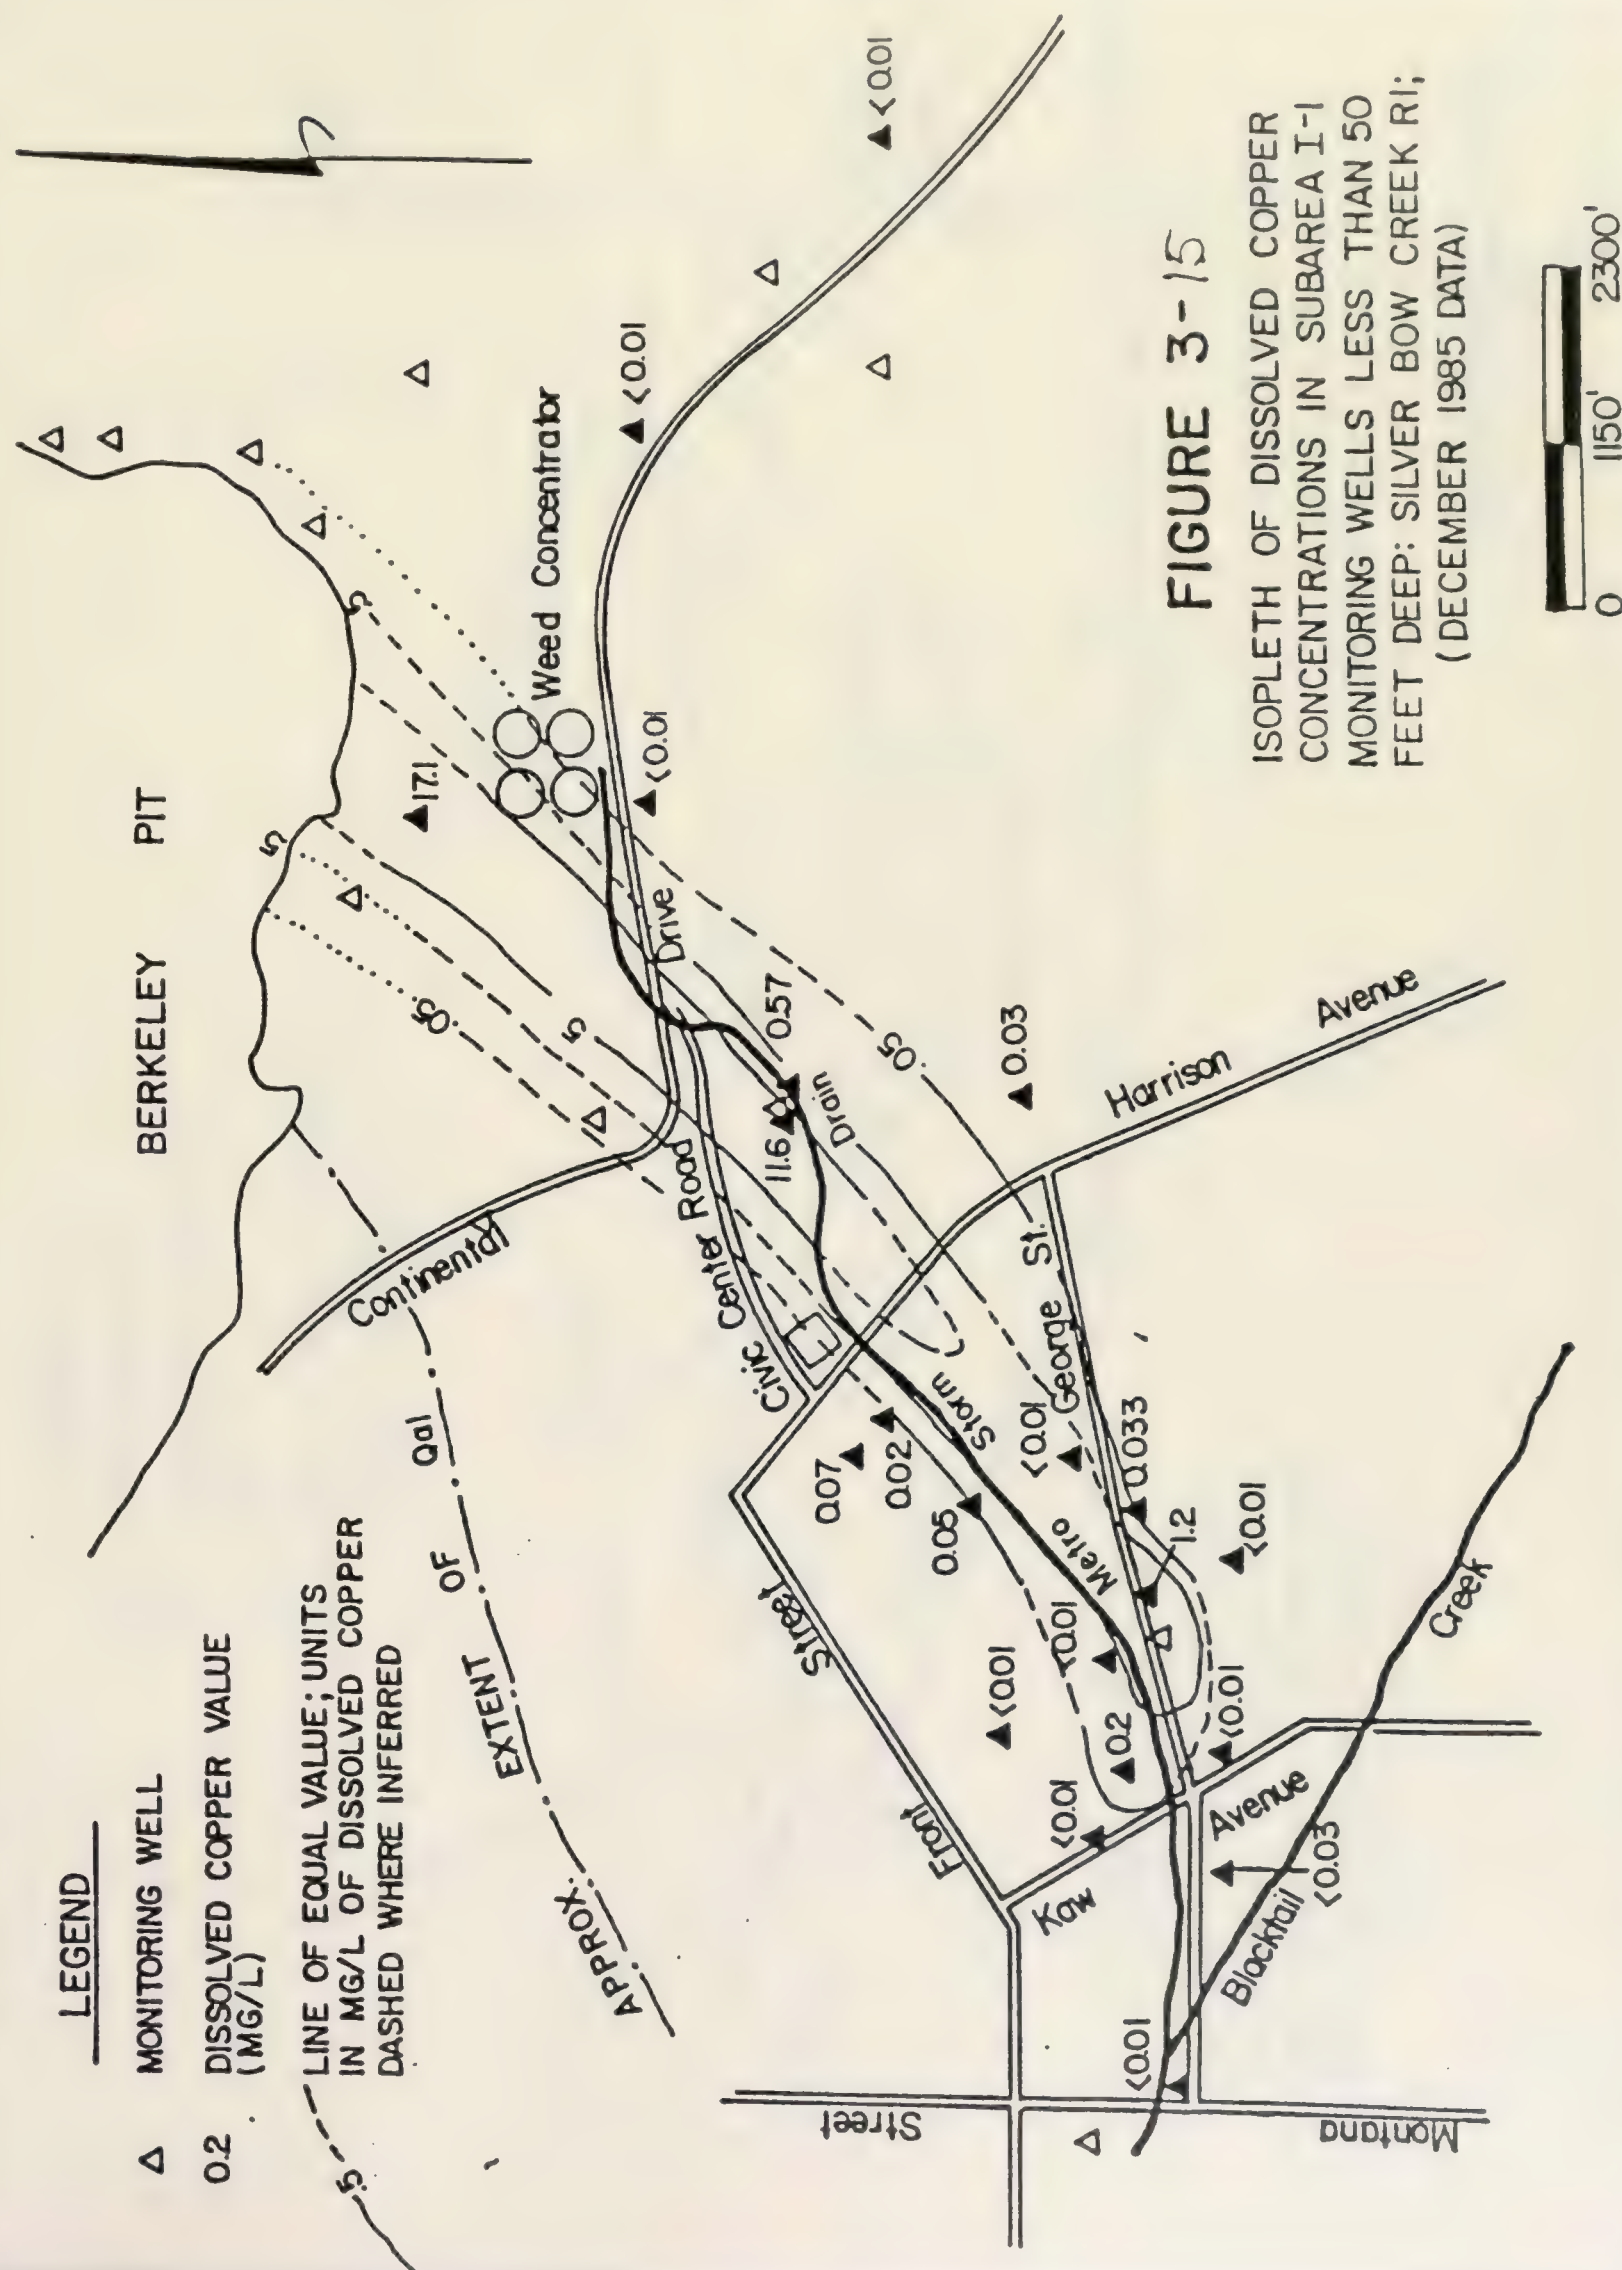 BERKELEY PIT
LEGEND
MONITORING WELL
0.2 DISSOLVED COPPER VALUE
(MG/L)
.5 LINE OF EQUAL VALUE; UNITS
IN MG/L OF DISSOLVED COPPER
DASHED WHERE INFERRED
APPROX. EXTENT OF Qal
Continental
Drive
Weed Concentrator
17.1
<0.01
<0.01
<0.01
.5
.05
.5
.05
Civic Center Road
11.6
0.57
Storm Drain
Metro
0.03
Harrison Avenue
George St.
Front Street
0.07
0.02
0.05
<0.01
0.033
1.2
<0.01
<0.01
<0.01
0.2
<0.01
<0.01
<0.03
<0.01
Kaw Avenue
Blacktail Creek
Montana Street
FIGURE 3-15
ISOPLETH OF DISSOLVED COPPER
CONCENTRATIONS IN SUBAREA I-I
MONITORING WELLS LESS THAN 50
FEET DEEP: SILVER BOW CREEK RI;
(DECEMBER 1985 DATA)
0 1150' 2300'